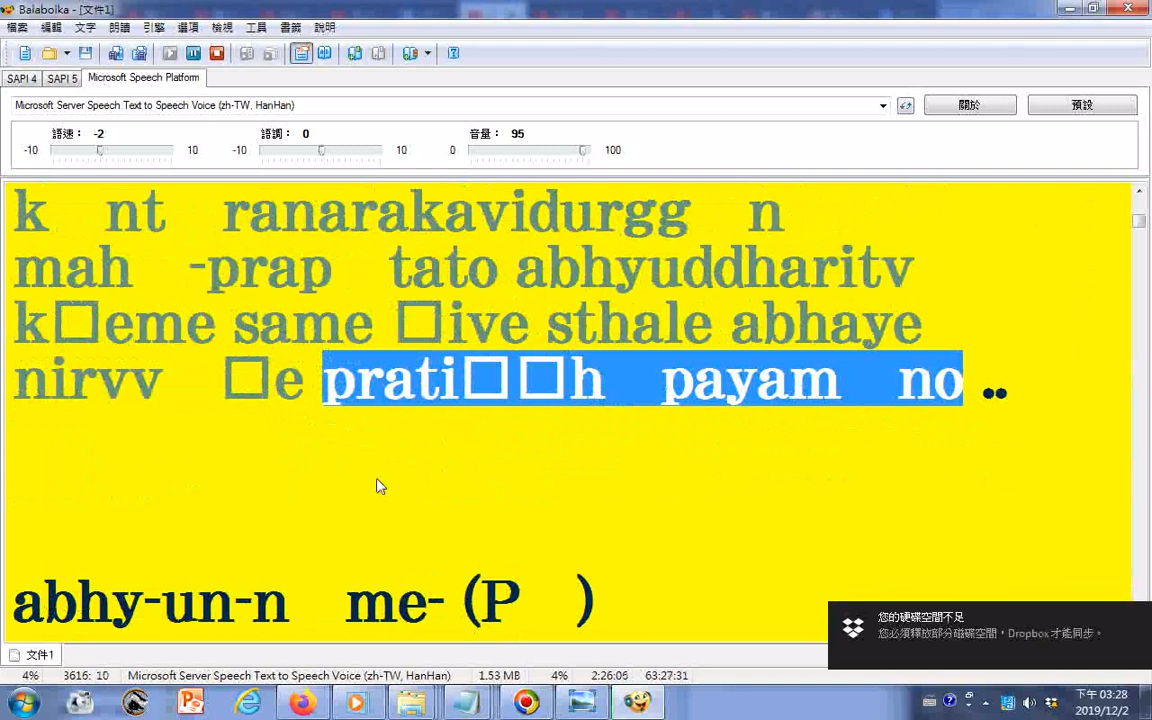 Balabolka - [文件1]
檔案 編輯 文字 朗讀 引擎 選項 檢視 工具 書籤 說明
SAPI 4 SAPI 5 Microsoft Speech Platform
Microsoft Server Speech Text to Speech Voice (zh-TW, HanHan) 關於 預設
語速： -2 語調： 0 音量： 95
-10 10 -10 10 0 100
k nt ranarakavidurgg n
mah -prap tato abhyuddharitv
k□eme same □ive sthale abhaye
nirvv □e prati□□h payam no ..
abhy-un-n me- (P )
您的硬碟空間不足
您必須釋放部分磁碟空間，Dropbox 才能同步。
文件1
4% 3616: 10 Microsoft Server Speech Text to Speech Voice (zh-TW, HanHan) 1.53 MB 4% 2:26:06 63:27:31
下午 03:28
2019/12/2